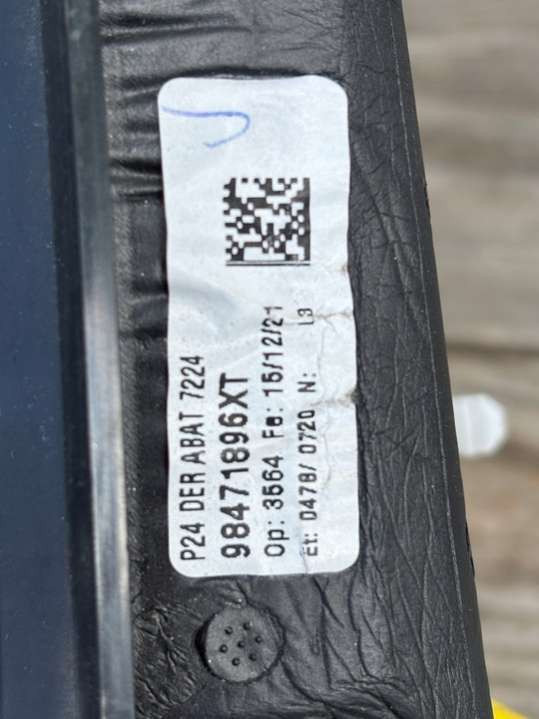 P24 DER ABAT 7224
98471896XT
Op: 3564 Fe: 15/12/21
Et: 0478/ 0720 N: L3